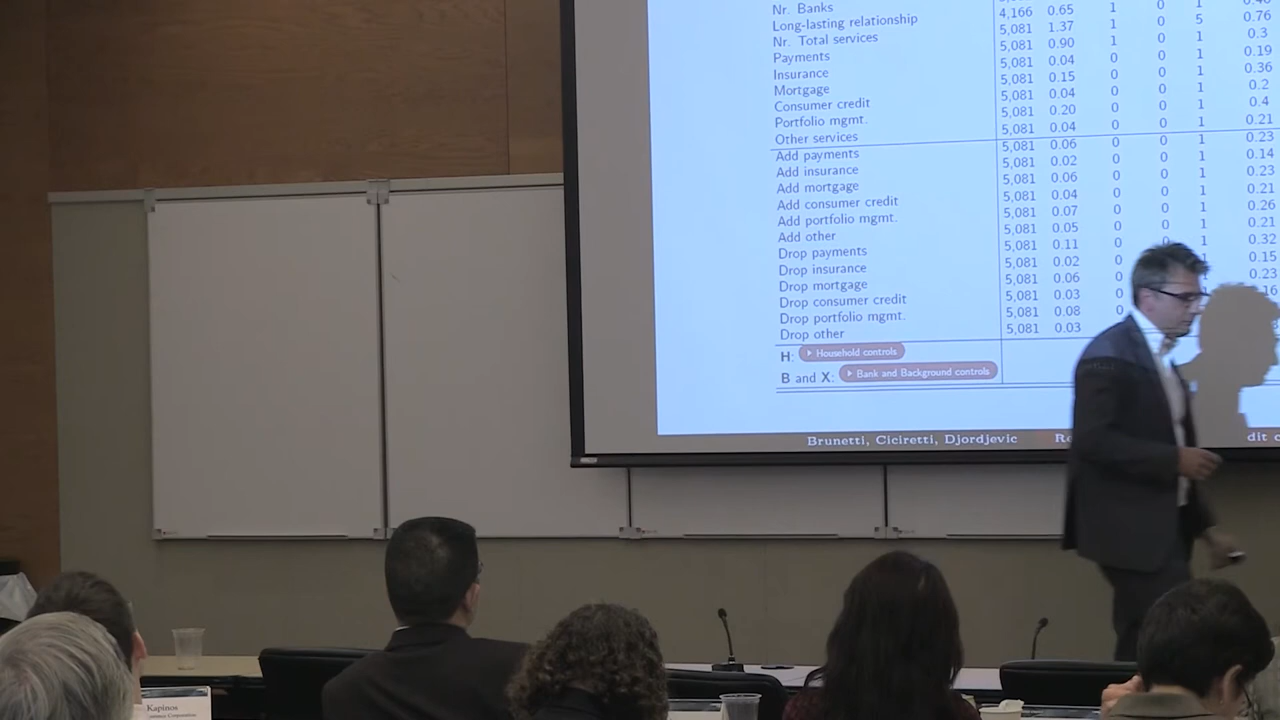 Nr. Banks
Long-lasting relationship 4,166 0.65 1 0 1
Nr. Total services 5,081 1.37 1 0 5 0.76
Payments 5,081 0.90 1 0 1 0.3
Insurance 5,081 0.04 0 0 1 0.19
Mortgage 5,081 0.15 0 0 1 0.36
Consumer credit 5,081 0.04 0 0 1 0.2
Portfolio mgmt. 5,081 0.20 0 0 1 0.4
Other services 5,081 0.04 0 0 1 0.21
Add payments 5,081 0.06 0 0 1 0.23
Add insurance 5,081 0.02 0 0 1 0.14
Add mortgage 5,081 0.06 0 0 1 0.23
Add consumer credit 5,081 0.04 0 0 1 0.21
Add portfolio mgmt. 5,081 0.07 0 0 1 0.26
Add other 5,081 0.05 0 0 1 0.21
Drop payments 5,081 0.11 0 0 1 0.32
Drop insurance 5,081 0.02 0 0.15
Drop mortgage 5,081 0.06 0 0.23
Drop consumer credit 5,081 0.03 0
Drop portfolio mgmt. 5,081 0.08
Drop other 5,081 0.03
H: Household controls
B and X: Bank and Background controls
Brunetti, Ciciretti, Djordjevic
Kapinos